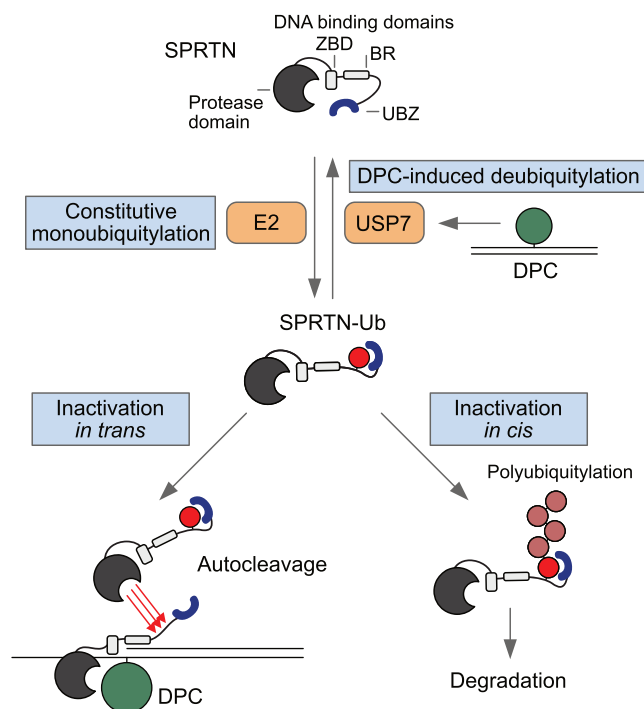 DNA binding domains
SPRTN
ZBD
BR
Protease
domain
UBZ
DPC-induced deubiquitylation
Constitutive
monoubiquitylation
E2
USP7
DPC
SPRTN-Ub
Inactivation
in trans
Inactivation
in cis
Polyubiquitylation
Autocleavage
DPC
Degradation